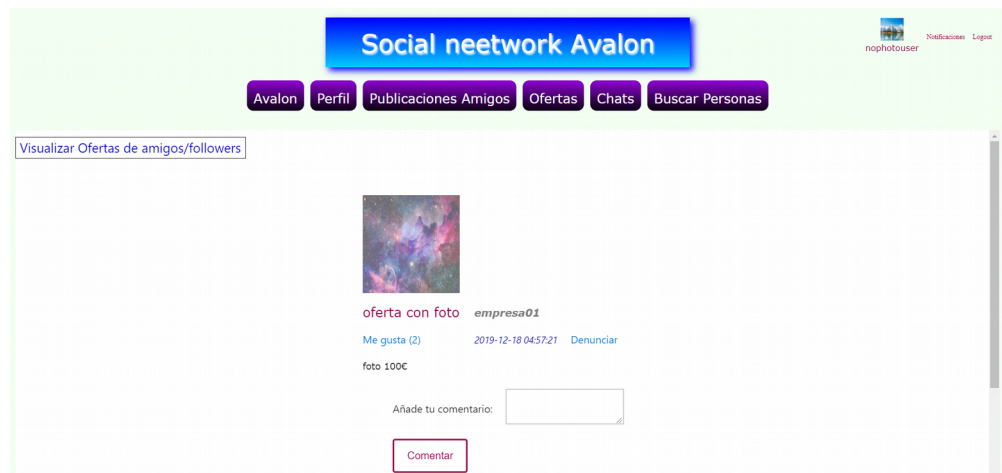 Social neetwork Avalon
nophotouser
Notificaciones Logout
Avalon Perfil Publicaciones Amigos Ofertas Chats Buscar Personas
Visualizar Ofertas de amigos/followers
oferta con foto empresa01
Me gusta (2) 2019-12-18 04:57:21 Denunciar
foto 100€
Añade tu comentario:
Comentar